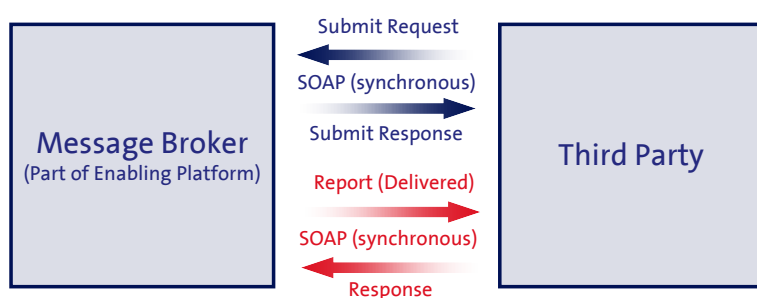 Submit Request
SOAP (synchronous)
Submit Response
Message Broker
(Part of Enabling Platform)
Third Party
Report (Delivered)
SOAP (synchronous)
Response